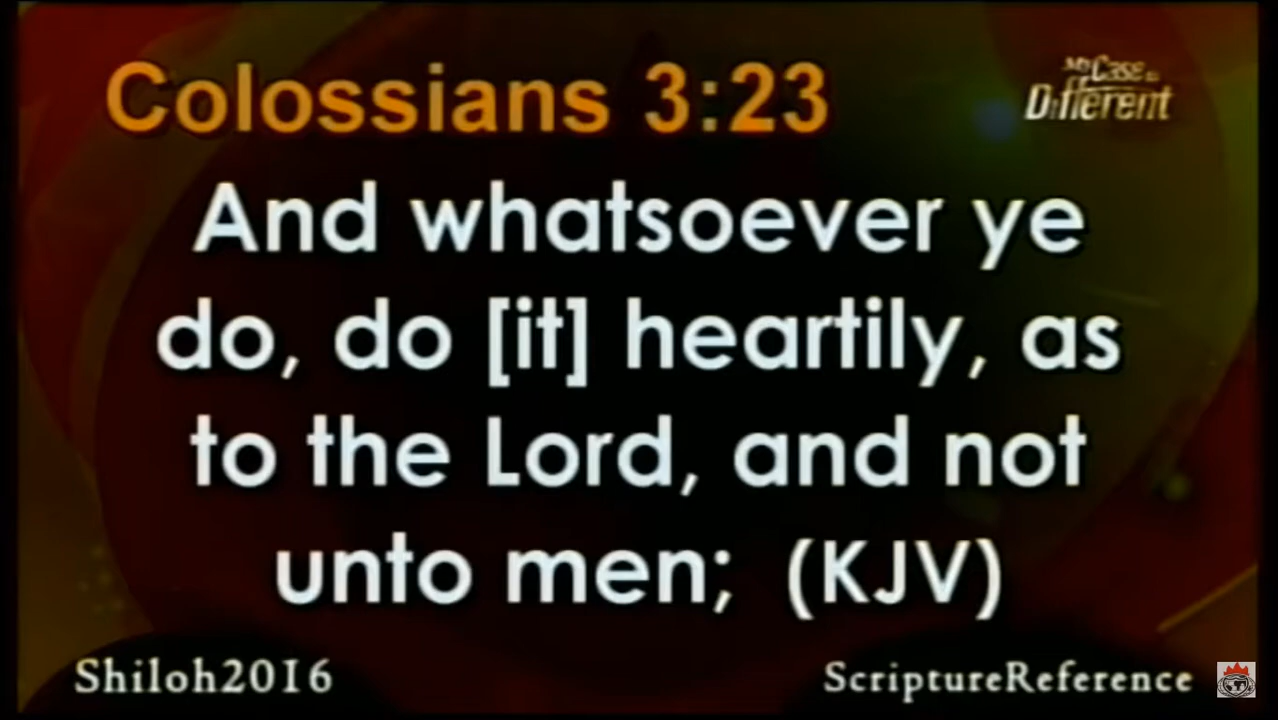 Colossians 3:23
My Case is
Different
And whatsoever ye
do, do [it] heartily, as
to the Lord, and not
unto men; (KJV)
Shiloh2016
ScriptureReference